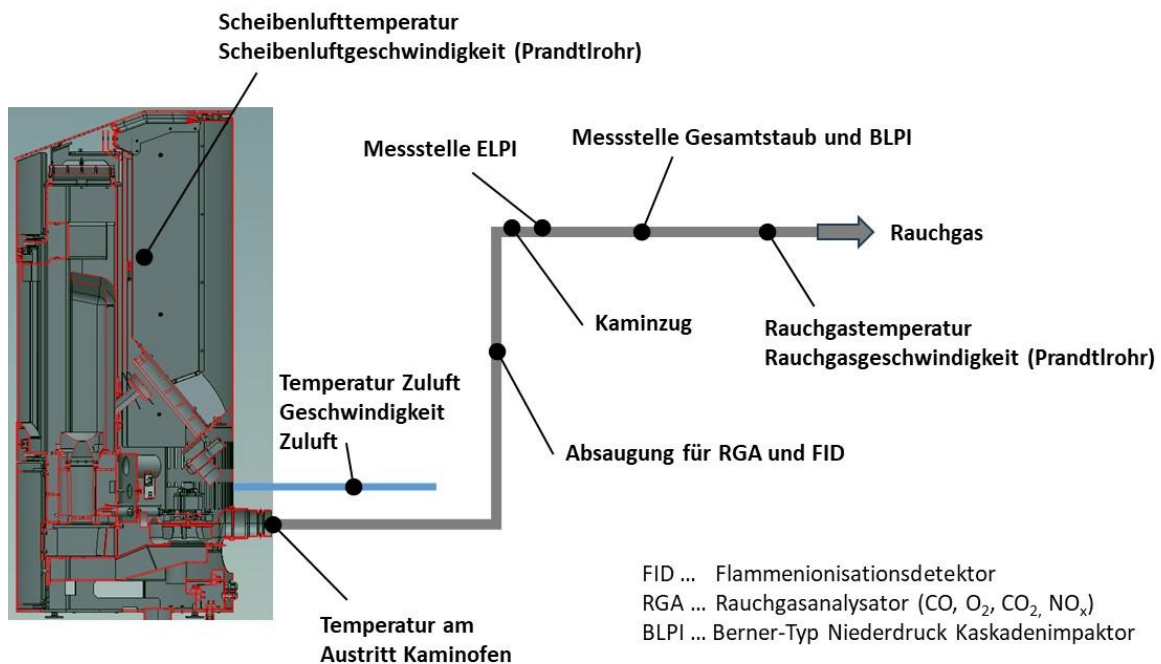 Scheibenlufttemperatur
Scheibenluftgeschwindigkeit (Prandtlrohr)
Messstelle ELPI
Messstelle Gesamtstaub und BLPI
Rauchgas
Kaminzug
Rauchgastemperatur
Rauchgasgeschwindigkeit (Prandtlrohr)
Temperatur Zuluft
Geschwindigkeit
Zuluft
Absaugung für RGA und FID
Temperatur am
Austritt Kaminofen
FID ... Flammenionisationsdetektor
RGA ... Rauchgasanalysator (CO, O₂, CO₂, NOₓ)
BLPI ... Berner-Typ Niederdruck Kaskadenimpaktor